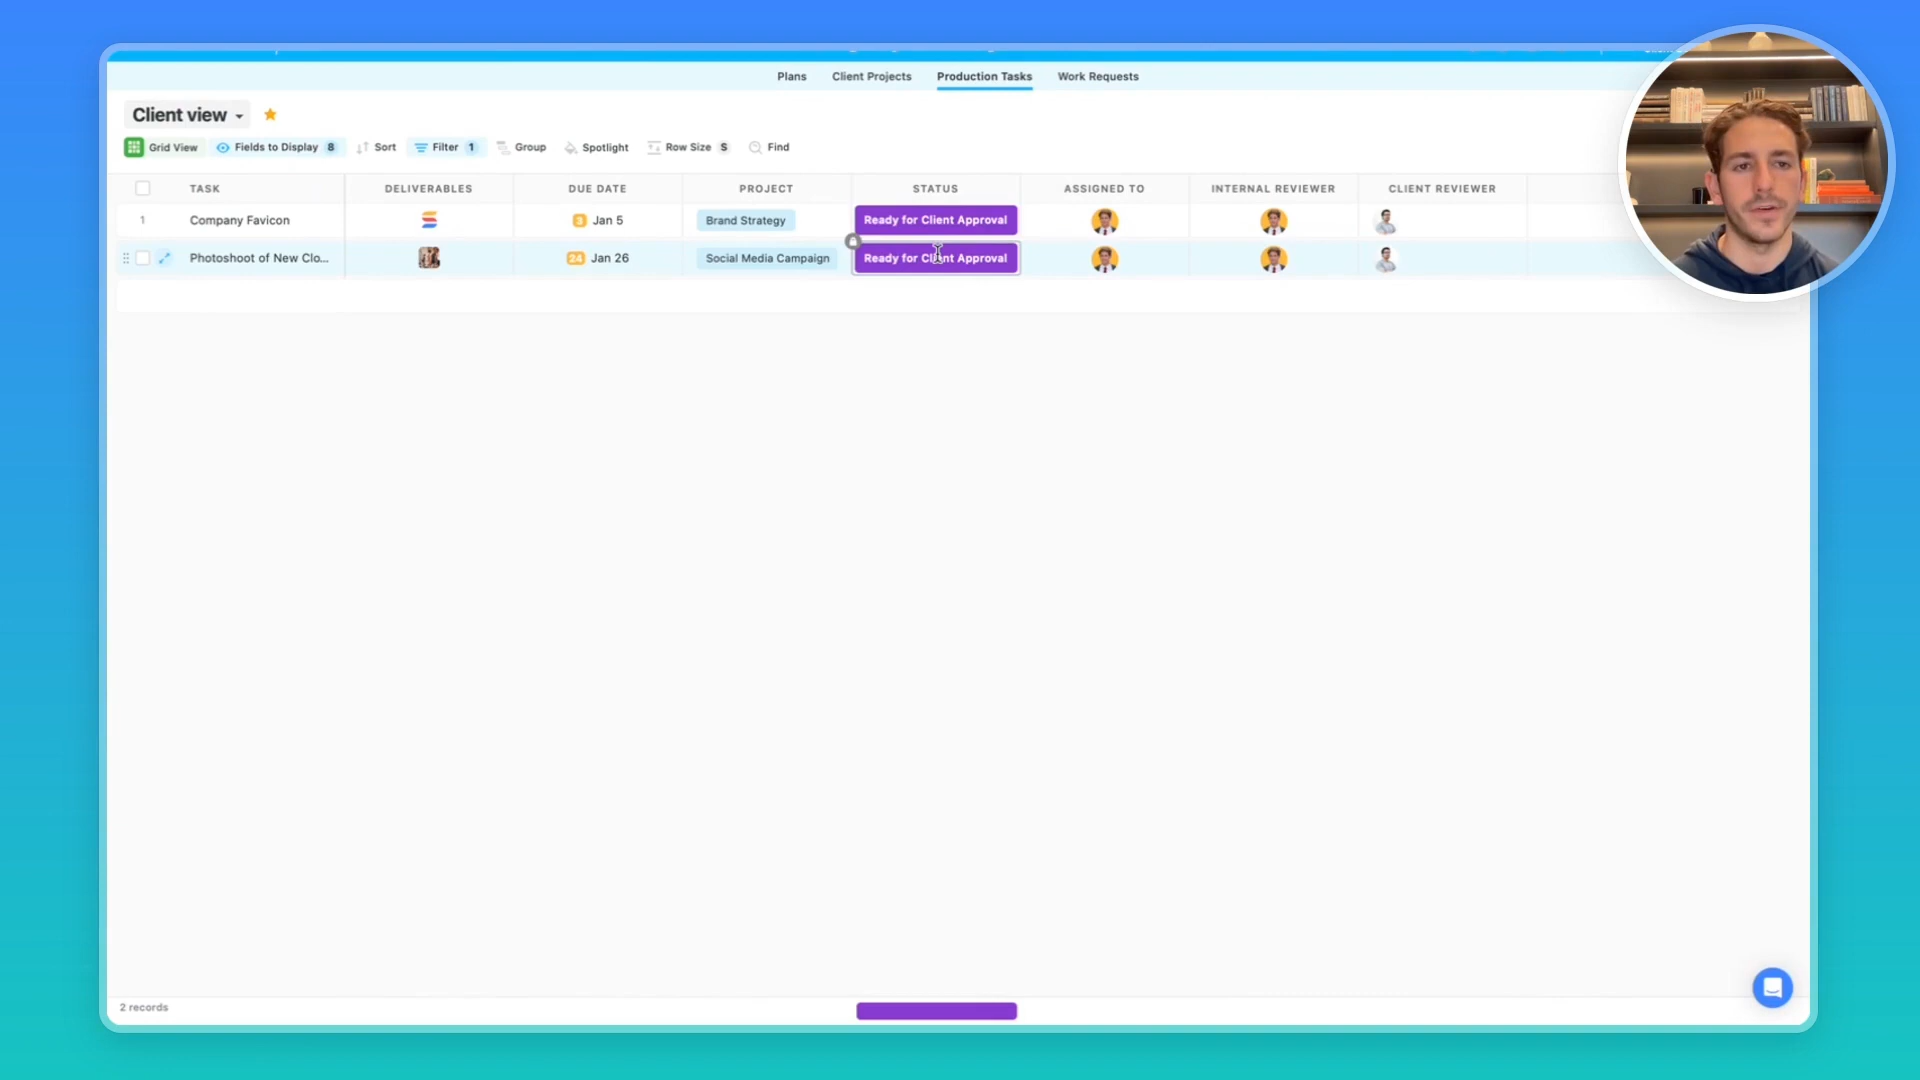 Plans Client Projects Production Tasks Work Requests
Client view
Grid View Fields to Display 8 Sort Filter 1 Group Spotlight Row Size S Find
TASK DELIVERABLES DUE DATE PROJECT STATUS ASSIGNED TO INTERNAL REVIEWER CLIENT REVIEWER
1 Company Favicon 3 Jan 5 Brand Strategy Ready for Client Approval
Photoshoot of New Clo... 24 Jan 26 Social Media Campaign Ready for Client Approval
2 records